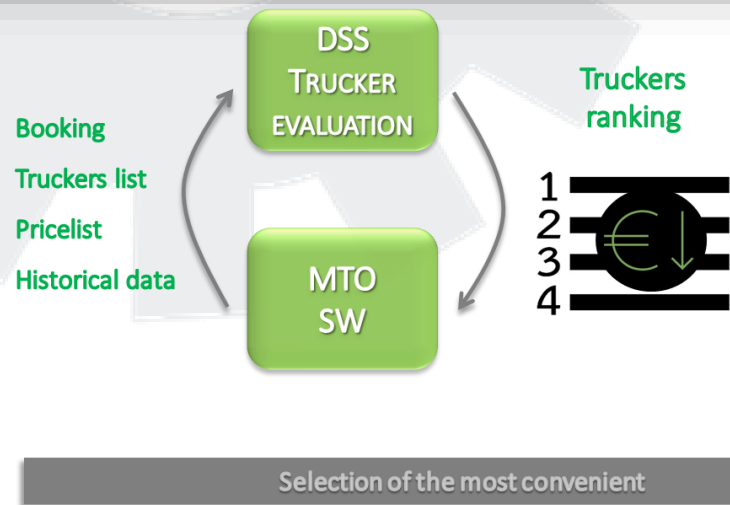 DSS
TRUCKER
EVALUATION
Truckers
ranking
Booking
Truckers list
Pricelist
Historical data
1
2
3
4
€
MTO
SW
Selection of the most convenient